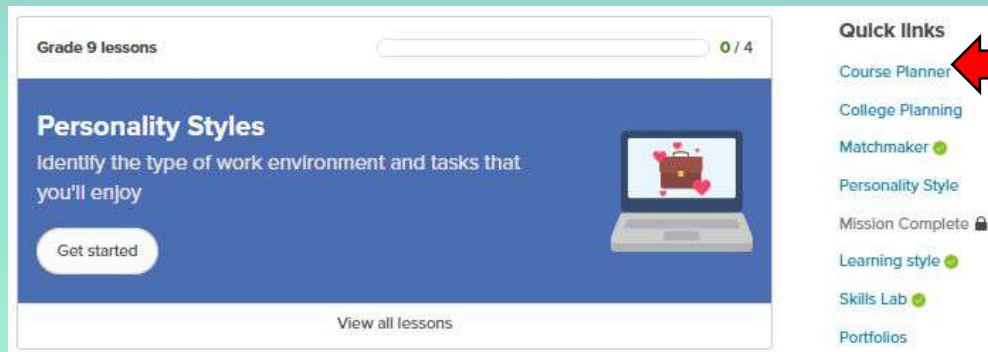 Grade 9 lessons
0 / 4
Personality Styles
Identify the type of work environment and tasks that
you'll enjoy
Get started
View all lessons
Quick links
Course Planner
College Planning
Matchmaker
Personality Style
Mission Complete
Learning style
Skills Lab
Portfolios